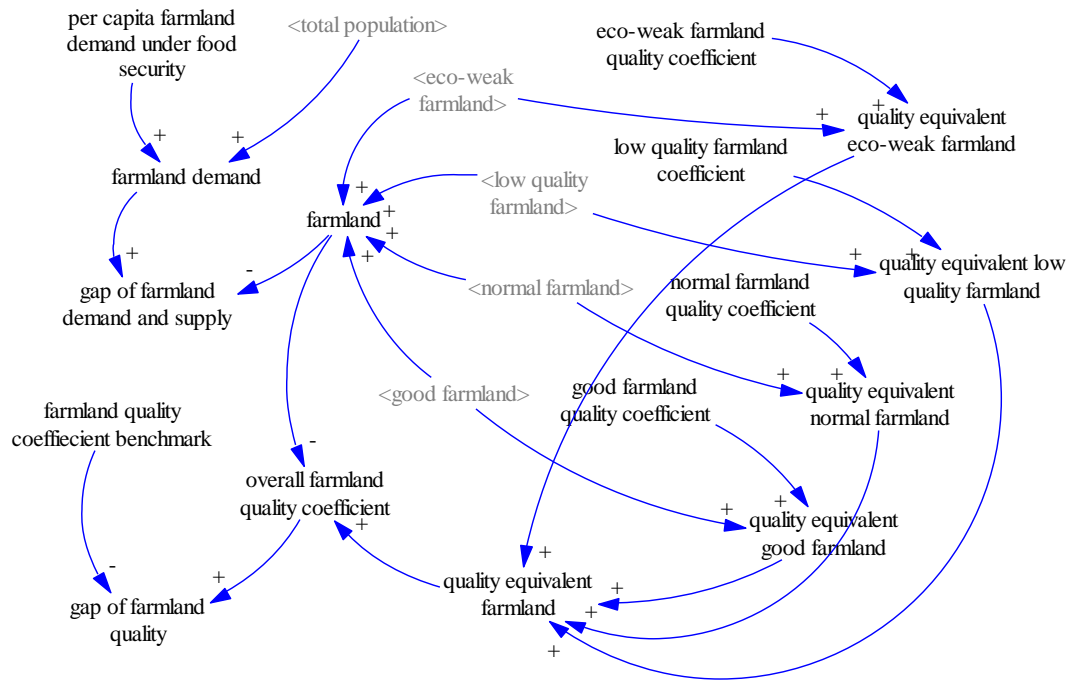 per capita farmland
demand under food
security
<total population>
eco-weak farmland
quality coefficient
<eco-weak
farmland>
+
+
+
+
quality equivalent
eco-weak farmland
low quality farmland
coefficient
farmland demand
<low quality
farmland>
+
+
farmland
+
+
+
-
+
+
quality equivalent low
quality farmland
gap of farmland
demand and supply
<normal farmland>
normal farmland
quality coefficient
+
+
quality equivalent
normal farmland
<good farmland>
good farmland
quality coefficient
farmland quality
coeffiecient benchmark
-
overall farmland
quality coefficient
+
+
+
quality equivalent
good farmland
-
+
+
quality equivalent
farmland
+
+
+
gap of farmland
quality